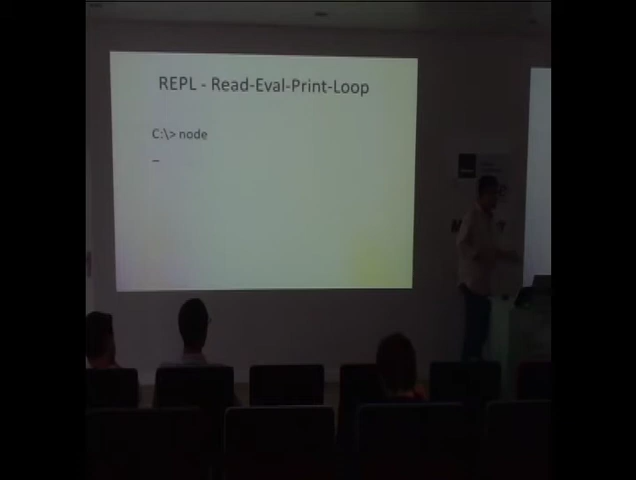 REPL - Read-Eval-Print-Loop
C:\> node
_